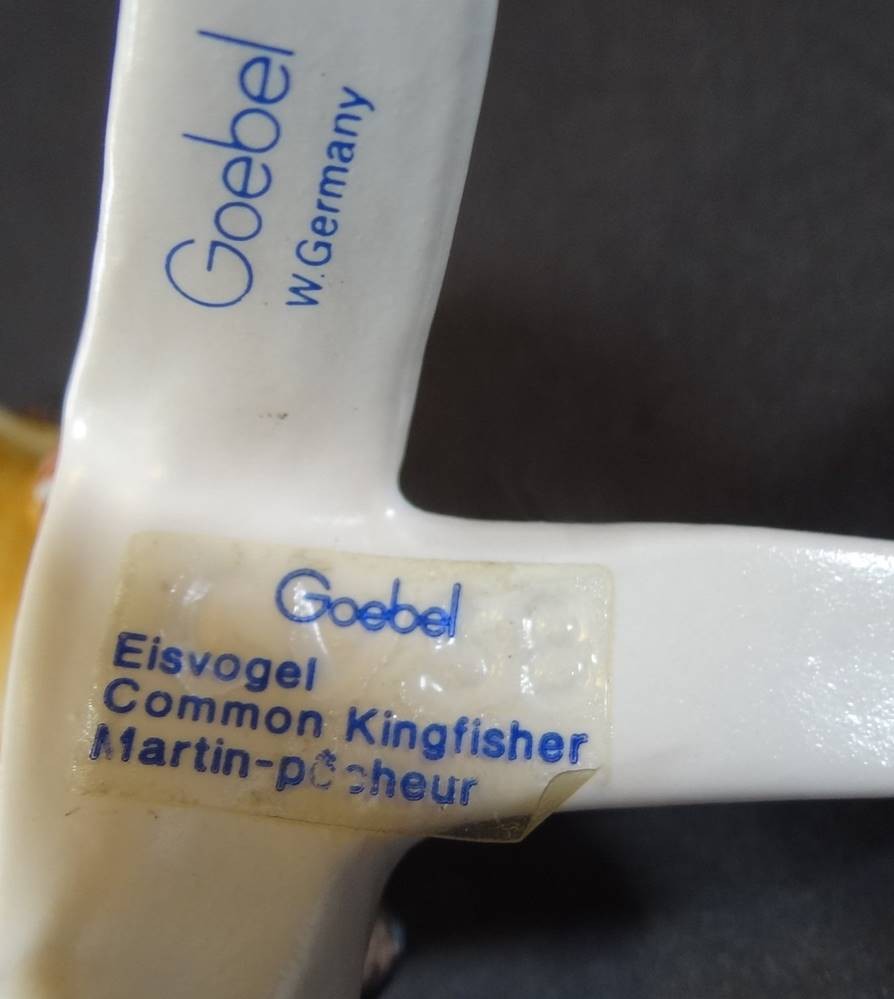 Goebel
W.Germany
Goebel
Eisvogel
Common Kingfisher
Martin-pêcheur